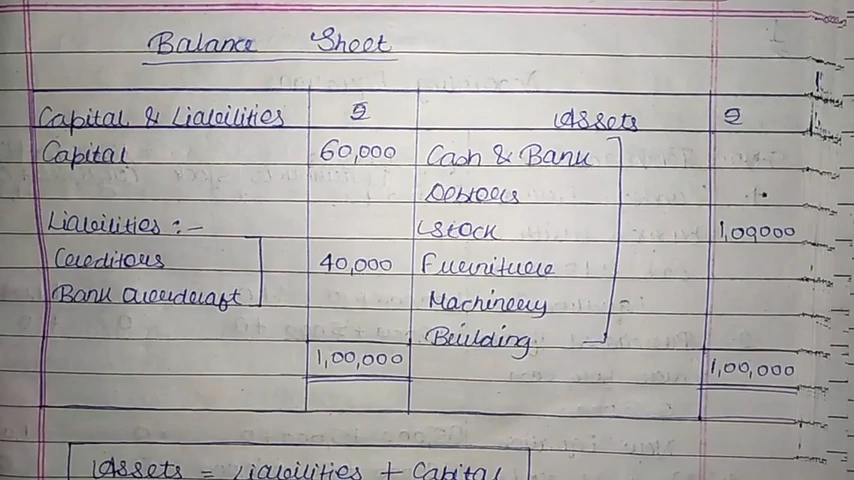 Balance Sheet
Capital & Liabilities ₹ Assets ₹
Capital 60,000 Cash & Bank
Debtors
Liabilities :- Stock 1,00000
Creditors 40,000 Furniture
Bank overdraft Machinery
Building
1,00,000 1,00,000
Assets = Liabilities + Capital